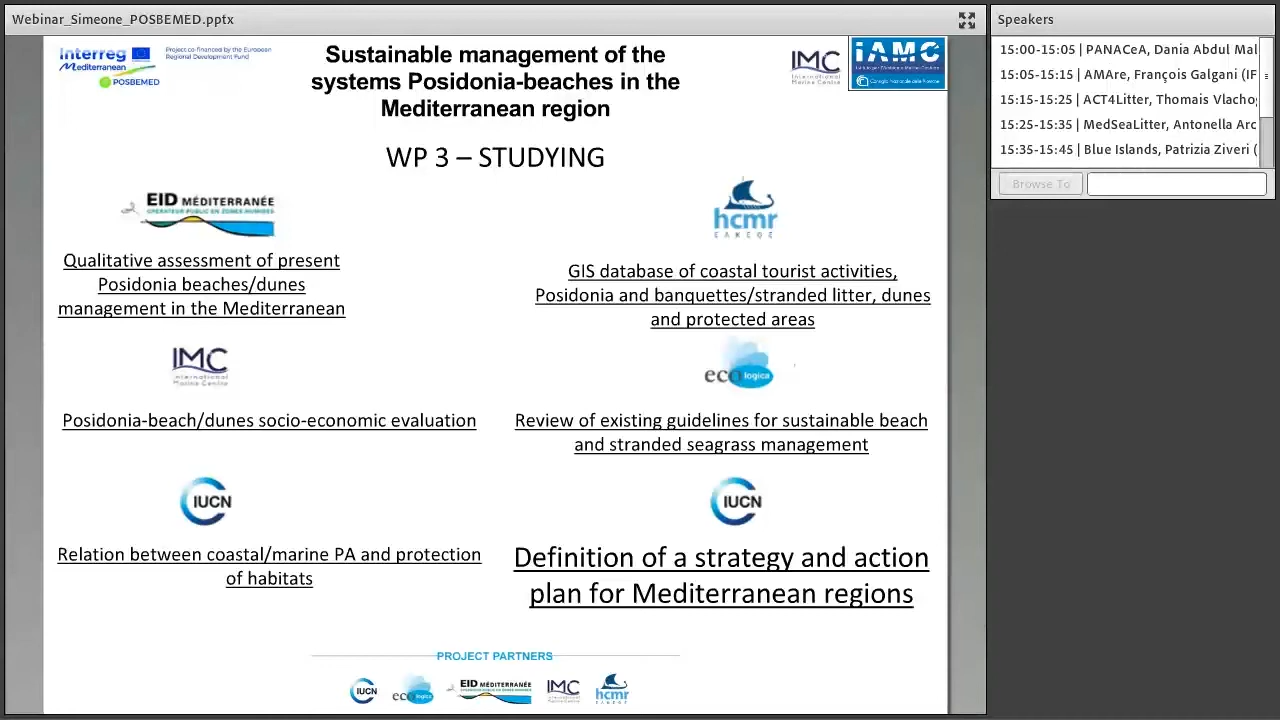 Webinar_Simeone_POSBEMED.pptx
Interreg
Mediterranean
POSBEMED
Project co-financed by the European
Regional Development Fund
Sustainable management of the
systems Posidonia-beaches in the
Mediterranean region
IMC
International
Marine Centre
iAMC
WP 3 – STUDYING
EID MÉDITERRANÉE
OPÉRATEUR PUBLIC EN ZONES HUMIDES
Qualitative assessment of present
Posidonia beaches/dunes
management in the Mediterranean
hcmr
ΕΛΚΕΘΕ
GIS database of coastal tourist activities,
Posidonia and banquettes/stranded litter, dunes
and protected areas
IMC
International
Marine Centre
Posidonia-beach/dunes socio-economic evaluation
eco logica
Review of existing guidelines for sustainable beach
and stranded seagrass management
IUCN
Relation between coastal/marine PA and protection
of habitats
IUCN
Definition of a strategy and action
plan for Mediterranean regions
PROJECT PARTNERS
IUCN
eco logica
EID MÉDITERRANÉE
IMC
hcmr
Speakers
15:00-15:05 | PANACeA, Dania Abdul Mal
15:05-15:15 | AMAre, François Galgani (IF
15:15-15:25 | ACT4Litter, Thomais Vlacho
15:25-15:35 | MedSeaLitter, Antonella Arc
15:35-15:45 | Blue Islands, Patrizia Ziveri (
Browse To